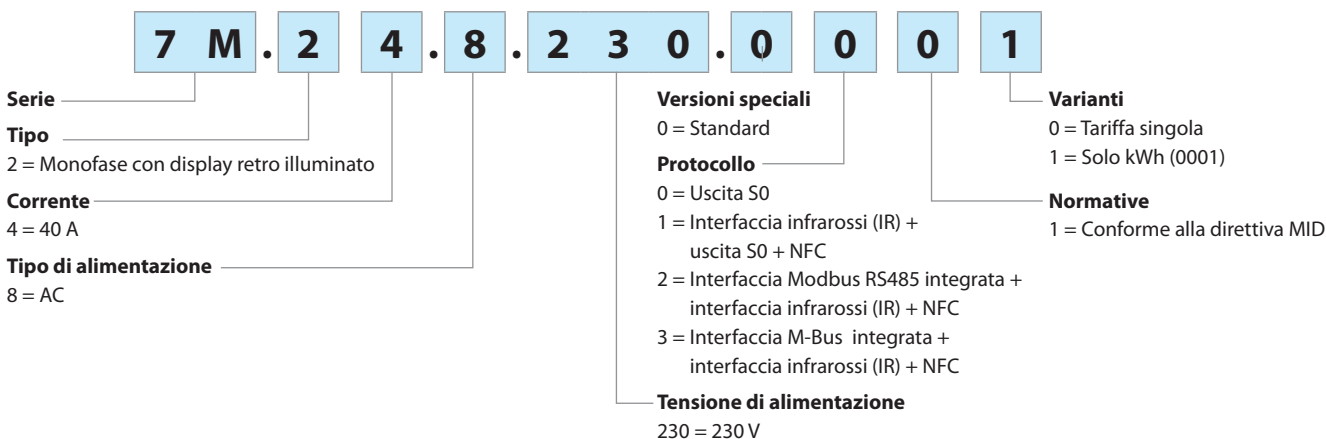 7 M . 2 4 . 8 . 2 3 0 . 0 0 0 1
Serie
Tipo
2 = Monofase con display retro illuminato
Corrente
4 = 40 A
Tipo di alimentazione
8 = AC
Versioni speciali
0 = Standard
Protocollo
0 = Uscita S0
1 = Interfaccia infrarossi (IR) +
uscita S0 + NFC
2 = Interfaccia Modbus RS485 integrata +
interfaccia infrarossi (IR) + NFC
3 = Interfaccia M-Bus integrata +
interfaccia infrarossi (IR) + NFC
Tensione di alimentazione
230 = 230 V
Varianti
0 = Tariffa singola
1 = Solo kWh (0001)
Normative
1 = Conforme alla direttiva MID